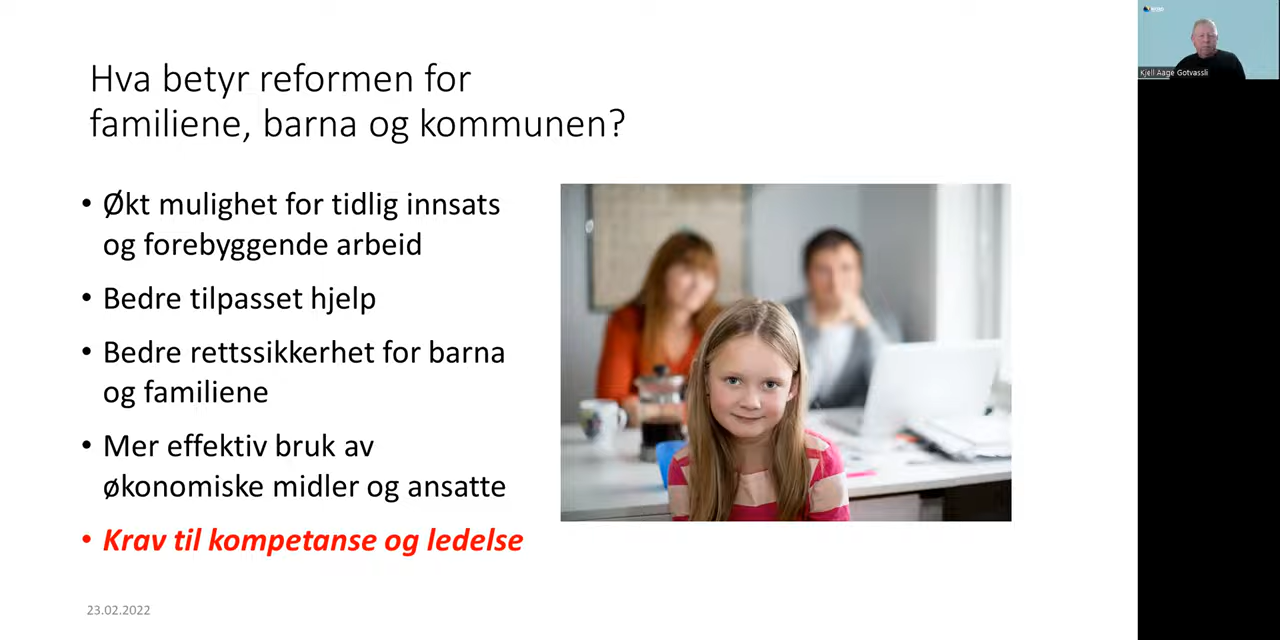 Hva betyr reformen for
familiene, barna og kommunen?
• Økt mulighet for tidlig innsats
og forebyggende arbeid
• Bedre tilpasset hjelp
• Bedre rettssikkerhet for barna
og familiene
• Mer effektiv bruk av
økonomiske midler og ansatte
• Krav til kompetanse og ledelse
23.02.2022
Kjell Aage Gotvassli